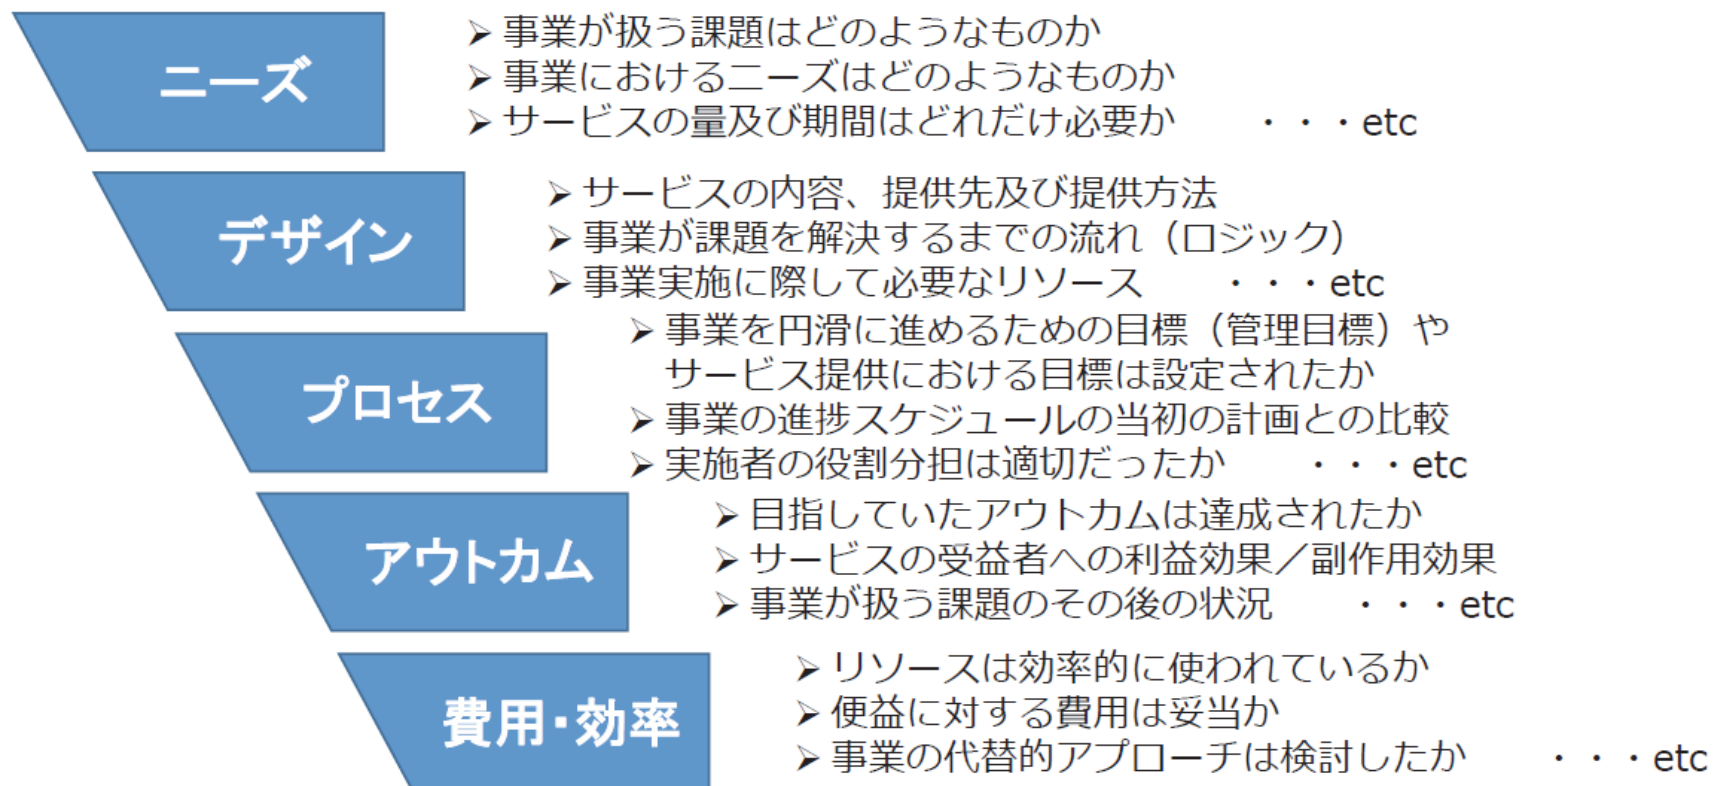 ニーズ
➢事業が扱う課題はどのようなものか
➢事業におけるニーズはどのようなものか
➢サービスの量及び期間はどれだけ必要か　・・・etc
デザイン
➢サービスの内容、提供先及び提供方法
➢事業が課題を解決するまでの流れ（ロジック）
➢事業実施に際して必要なリソース　・・・etc
プロセス
➢事業を円滑に進めるための目標（管理目標）や
サービス提供における目標は設定されたか
➢事業の進捗スケジュールの当初の計画との比較
➢実施者の役割分担は適切だったか　・・・etc
アウトカム
➢目指していたアウトカムは達成されたか
➢サービスの受益者への利益効果／副作用効果
➢事業が扱う課題のその後の状況　・・・etc
費用・効率
➢リソースは効率的に使われているか
➢便益に対する費用は妥当か
➢事業の代替的アプローチは検討したか　・・・etc